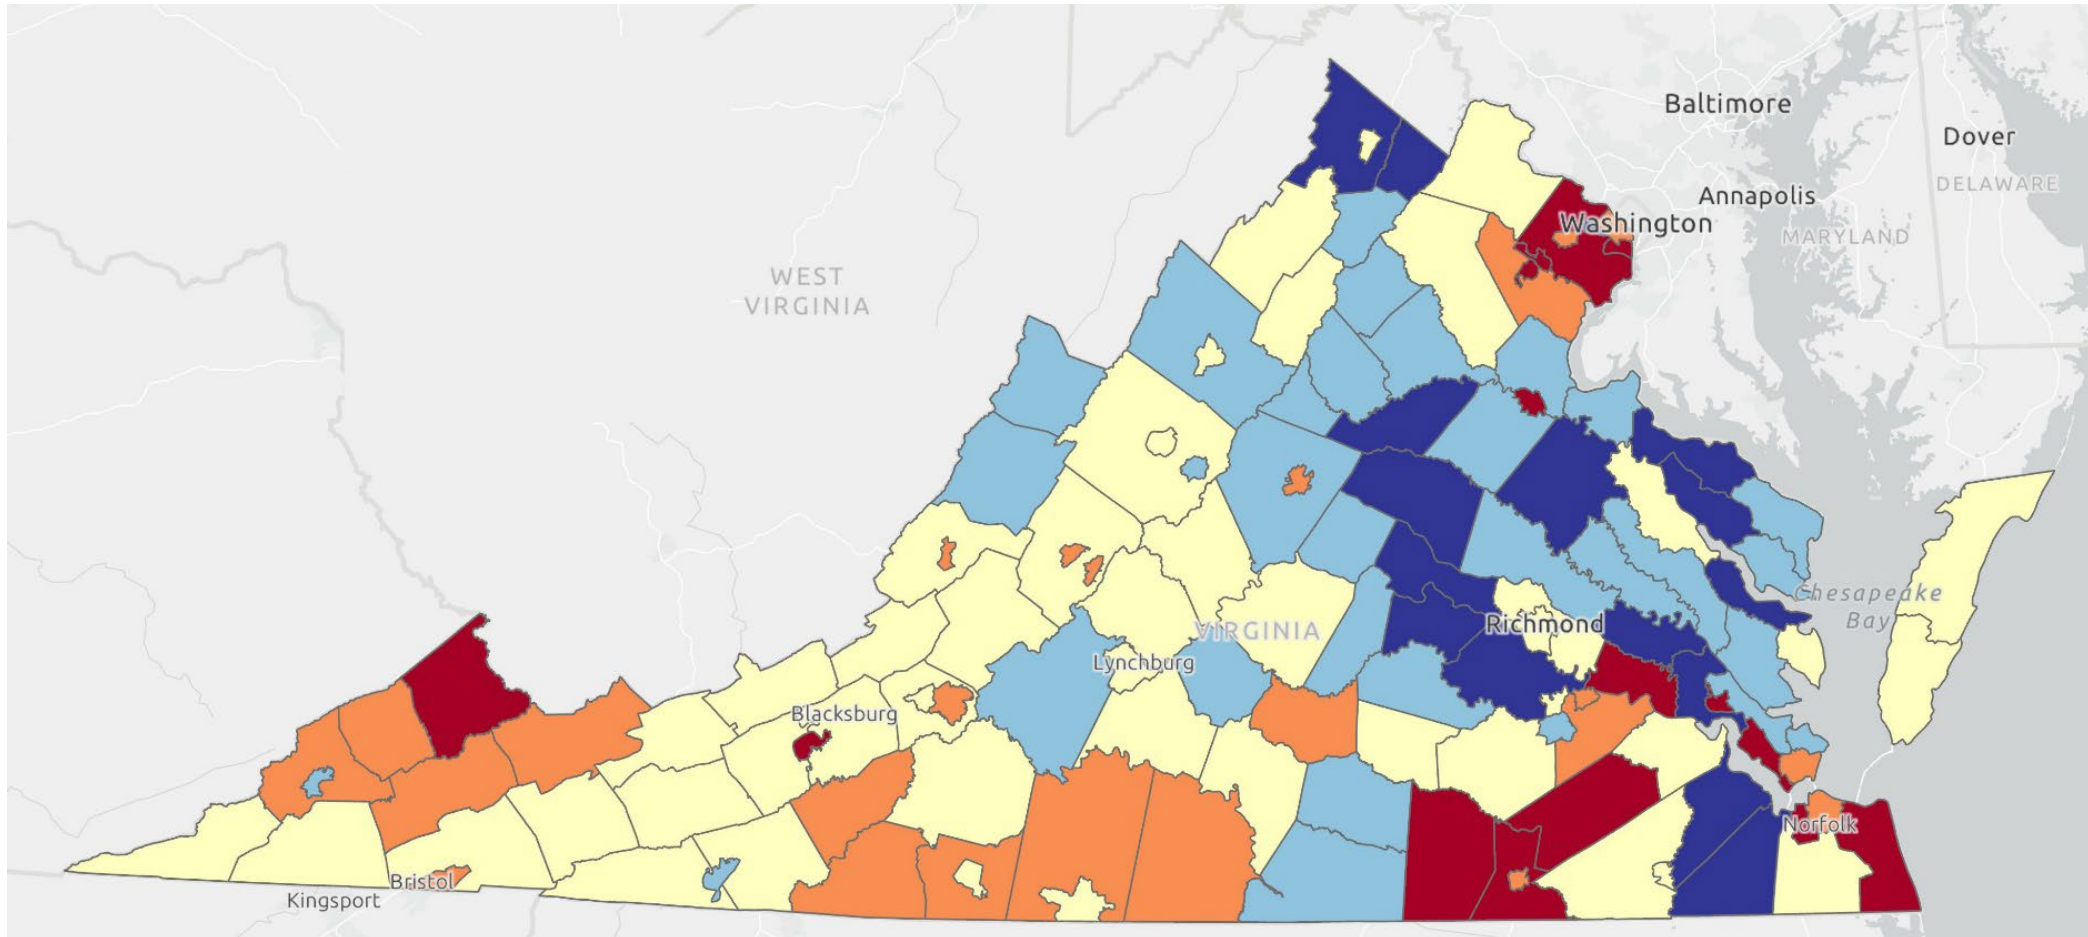 Baltimore
Dover
DELAWARE
Annapolis
Washington
MARYLAND
WEST
VIRGINIA
Chesapeake
Bay
Richmond
VIRGINIA
Lynchburg
Blacksburg
Norfolk
Bristol
Kingsport